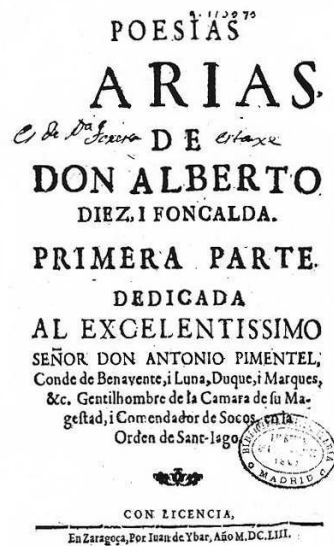 POESIAS
ARIAS
DE
DON ALBERTO
DIEZ, I FONCALDA.
PRIMERA PARTE.
DEDICADA
AL EXCELENTISSIMO
SEÑOR DON ANTONIO PIMENTEL,
Conde de Benavente, i Luna, Duque, i Marques,
&c. Gentilhombre de la Camara de su Ma-
gestad, i Comendador de Socos, en la
Orden de Sant-Iago.
MADRID
CON LICENCIA,
En Zaragoça, Por Iuan de Ybar, Año M.DC.LIII.